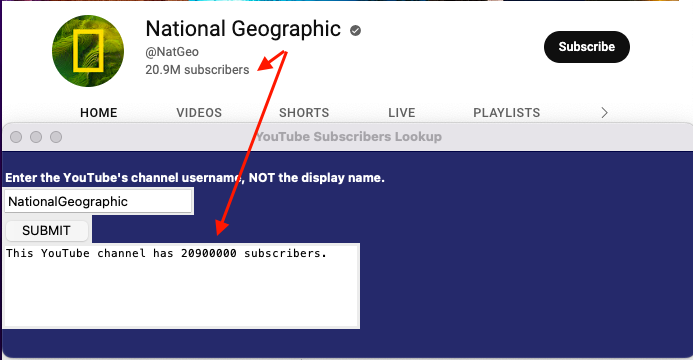 National Geographic
@NatGeo
20.9M subscribers
Subscribe
HOME VIDEOS SHORTS LIVE PLAYLISTS
YouTube Subscribers Lookup
Enter the YouTube's channel username, NOT the display name.
NationalGeographic
SUBMIT
This YouTube channel has 20900000 subscribers.